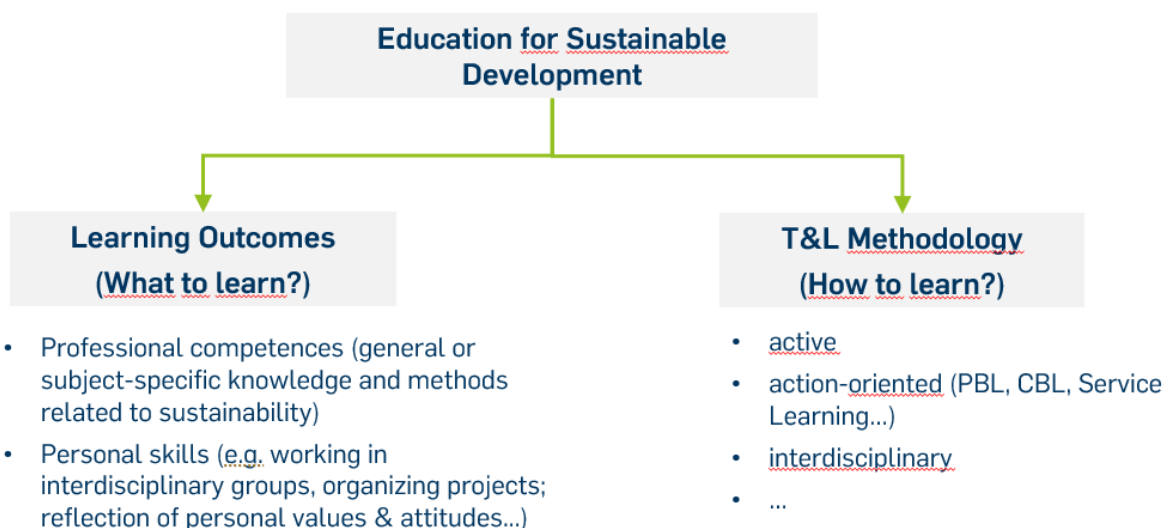 Education for Sustainable
Development
Learning Outcomes
(What to learn?)
• Professional competences (general or
subject-specific knowledge and methods
related to sustainability)
• Personal skills (e.g. working in
interdisciplinary groups, organizing projects;
reflection of personal values & attitudes...)
T&L Methodology
(How to learn?)
• active
• action-oriented (PBL, CBL, Service
Learning...)
• interdisciplinary
• ...